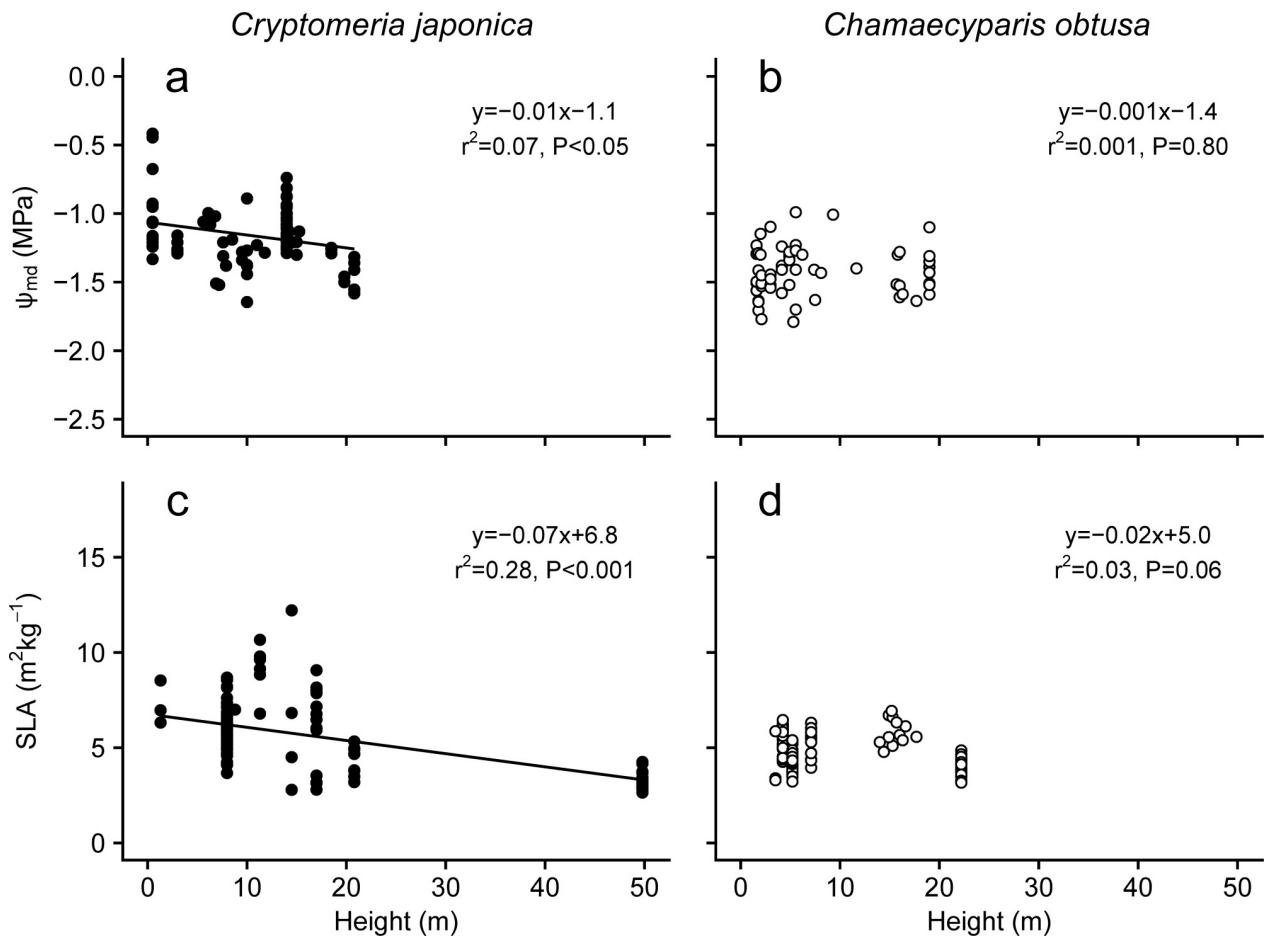 Cryptomeria japonica
Chamaecyparis obtusa
a
y=−0.01x−1.1
r²=0.07, P<0.05
b
y=−0.001x−1.4
r²=0.001, P=0.80
0.0
−0.5
−1.0
−1.5
−2.0
−2.5
ψmd (MPa)
c
y=−0.07x+6.8
r²=0.28, P<0.001
d
y=−0.02x+5.0
r²=0.03, P=0.06
15
10
5
0
SLA (m²kg⁻¹)
0 10 20 30 40 50
0 10 20 30 40 50
Height (m)
Height (m)